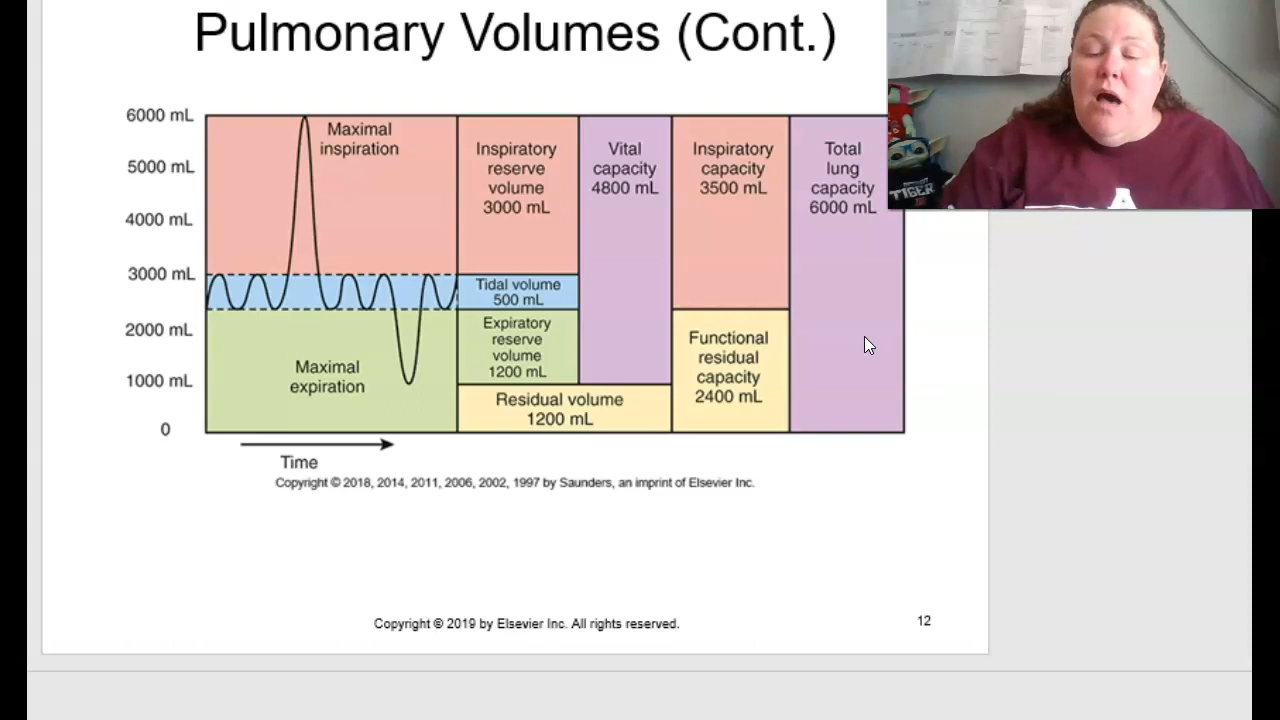 Pulmonary Volumes (Cont.)
6000 mL
5000 mL
4000 mL
3000 mL
2000 mL
1000 mL
0
Maximal
inspiration
Maximal
expiration
Time
Inspiratory
reserve
volume
3000 mL
Tidal volume
500 mL
Expiratory
reserve
volume
1200 mL
Residual volume
1200 mL
Vital
capacity
4800 mL
Inspiratory
capacity
3500 mL
Functional
residual
capacity
2400 mL
Total
lung
capacity
6000 mL
TIGER
A
Copyright © 2018, 2014, 2011, 2006, 2002, 1997 by Saunders, an imprint of Elsevier Inc.
Copyright © 2019 by Elsevier Inc. All rights reserved.
12